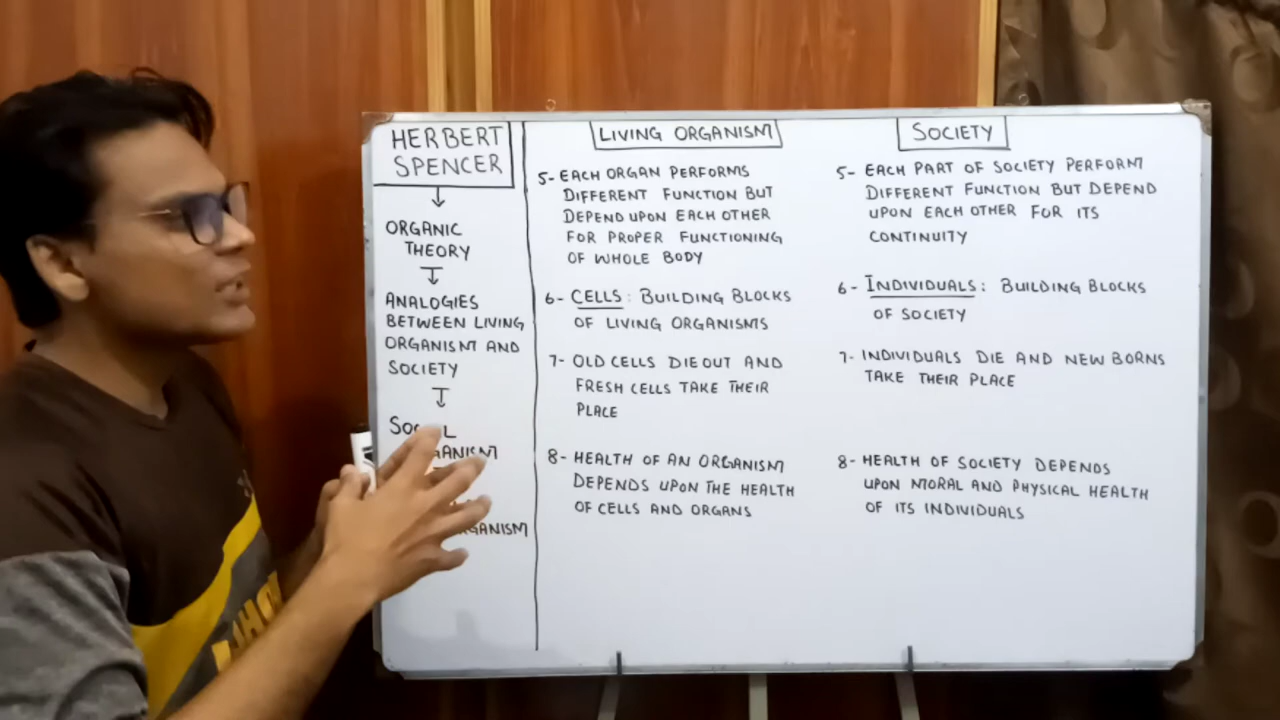 HERBERT
SPENCER
ORGANIC
THEORY
ANALOGIES
BETWEEN LIVING
ORGANISM AND
SOCIETY
LIVING ORGANISM
5- EACH ORGAN PERFORMS
DIFFERENT FUNCTION BUT
DEPEND UPON EACH OTHER
FOR PROPER FUNCTIONING
OF WHOLE BODY
6- CELLS: BUILDING BLOCKS
OF LIVING ORGANISMS
7- OLD CELLS DIE OUT AND
FRESH CELLS TAKE THEIR
PLACE
8- HEALTH OF AN ORGANISM
DEPENDS UPON THE HEALTH
OF CELLS AND ORGANS
SOCIETY
5- EACH PART OF SOCIETY PERFORM
DIFFERENT FUNCTION BUT DEPEND
UPON EACH OTHER FOR ITS
CONTINUITY
6- INDIVIDUALS: BUILDING BLOCKS
OF SOCIETY
7- INDIVIDUALS DIE AND NEW BORNS
TAKE THEIR PLACE
8- HEALTH OF SOCIETY DEPENDS
UPON MORAL AND PHYSICAL HEALTH
OF ITS INDIVIDUALS